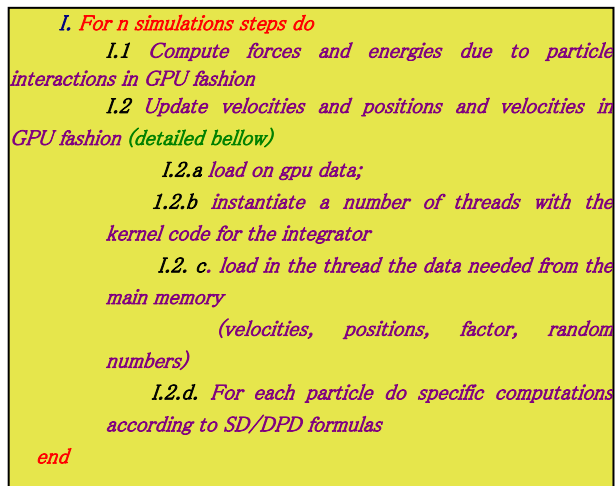 I. For n simulations steps do
I.1 Compute forces and energies due to particle
interactions in GPU fashion
I.2 Update velocities and positions and velocities in
GPU fashion (detailed bellow)
I.2.a load on gpu data;
1.2.b instantiate a number of threads with the
kernel code for the integrator
I.2. c. load in the thread the data needed from the
main memory
(velocities, positions, factor, random
numbers)
I.2.d. For each particle do specific computations
according to SD/DPD formulas
end